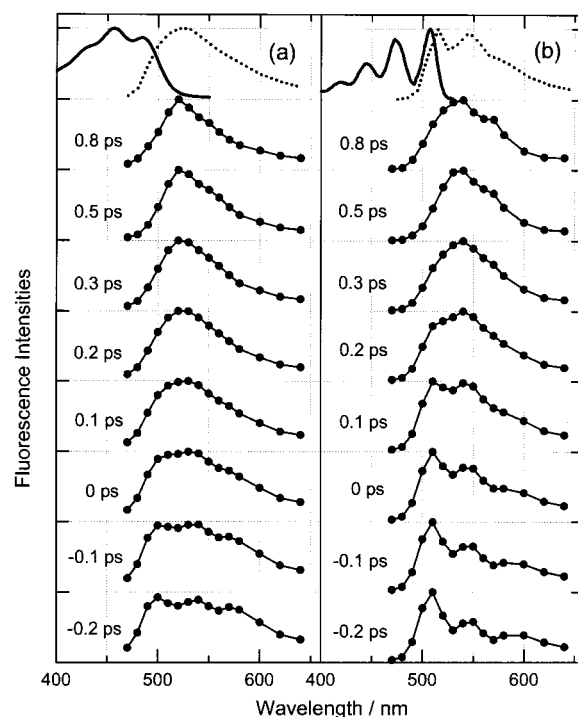 (a)
(b)
0.8 ps
0.8 ps
0.5 ps
0.5 ps
0.3 ps
0.3 ps
0.2 ps
0.2 ps
0.1 ps
0.1 ps
0 ps
0 ps
-0.1 ps
-0.1 ps
-0.2 ps
-0.2 ps
Fluorescence Intensities
400 500 600 500 600
Wavelength / nm